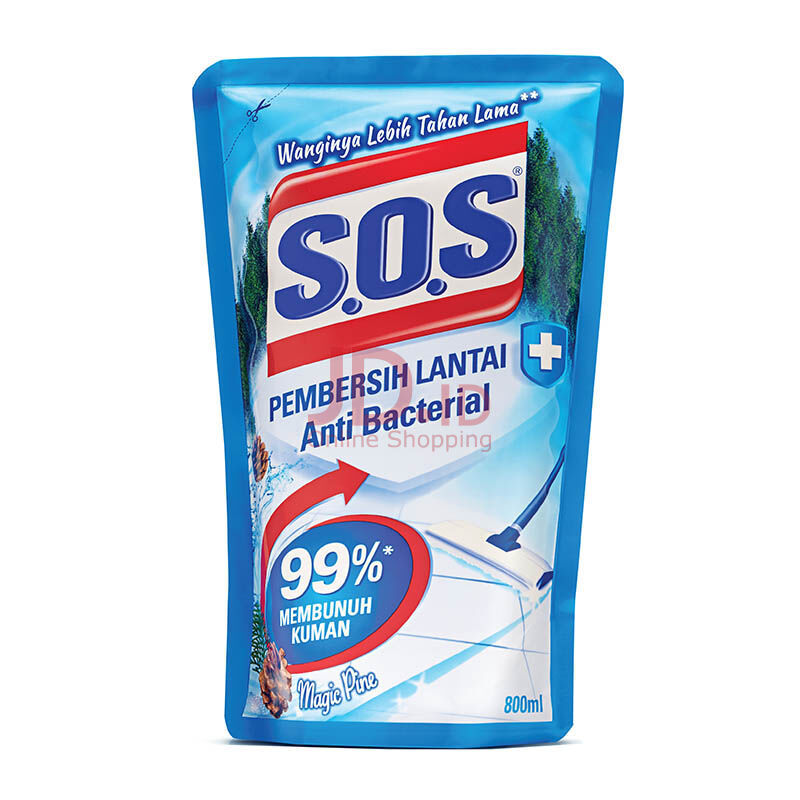 Wanginya Lebih Tahan Lama**
S.O.S®
PEMBERSIH LANTAI
Anti Bacterial
JD.ID
Online Shopping
99%*
MEMBUNUH
KUMAN
Magic Pine
800ml